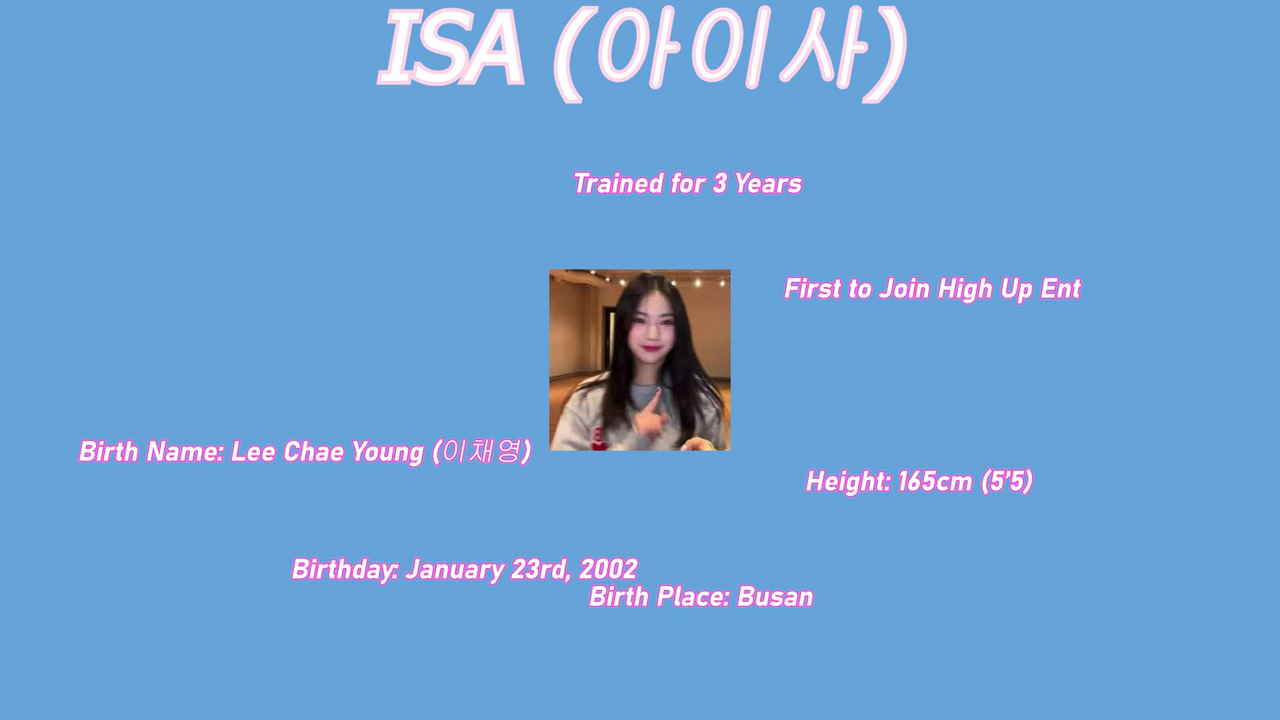 ISA (아이사)
Trained for 3 Years
First to Join High Up Ent
Birth Name: Lee Chae Young (이채영)
Height: 165cm (5'5)
Birthday: January 23rd, 2002
Birth Place: Busan